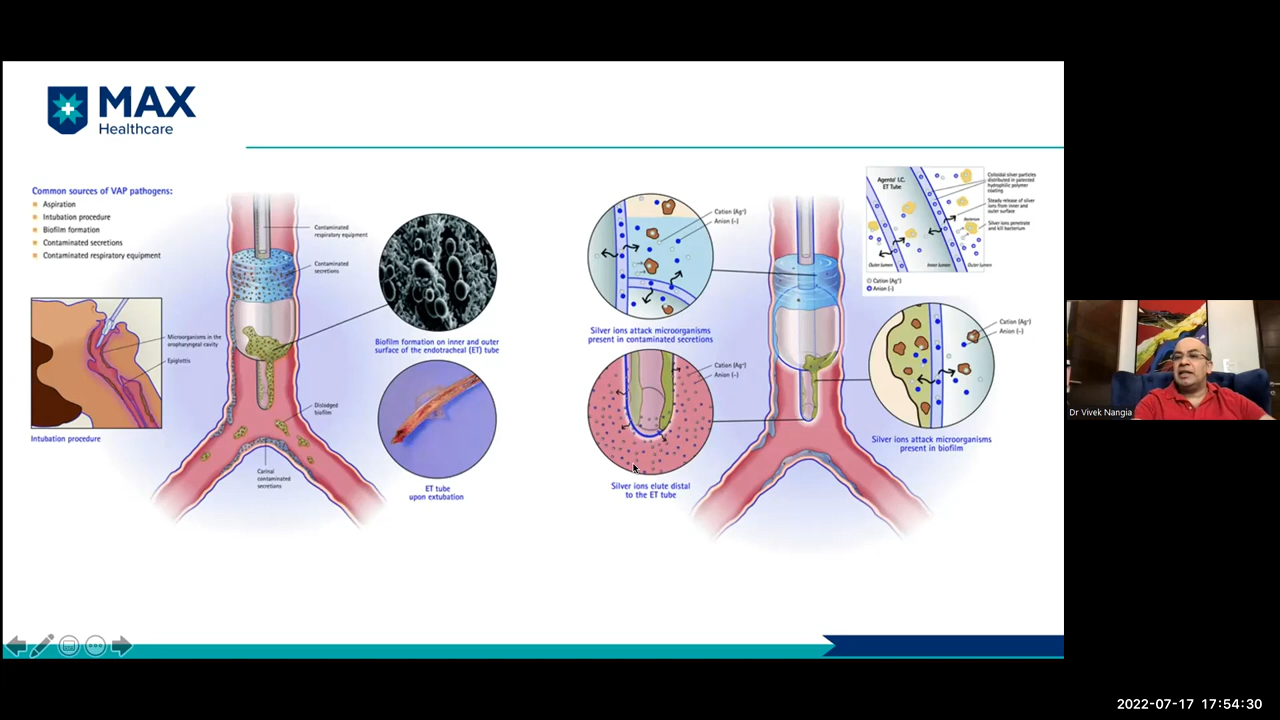 MAX
Healthcare
Common sources of VAP pathogens:
Aspiration
Intubation procedure
Biofilm formation
Contaminated secretions
Contaminated respiratory equipment
Contaminated
respiratory equipment
Contaminated
secretions
Microorganisms in the
oropharyngeal cavity
Epiglottis
Intubation procedure
Biofilm formation on inner and outer
surface of the endotracheal (ET) tube
Dislodged
biofilm
Carinal
contaminated
secretions
ET tube
upon extubation
Cation (Ag+)
Anion (–)
Silver ions attack microorganisms
present in contaminated secretions
Cation (Ag+)
Anion (–)
Silver ions elute distal
to the ET tube
Agento® I.C.
ET Tube
Colloidal silver particles
distributed in patented
hydrophilic polymer
coating
Steady release of silver
ions from inner and
outer surface
Bacterium
Silver ions penetrate
and kill bacterium
Outer lumen
Inner lumen
Outer lumen
Cation (Ag+)
Anion (–)
Cation (Ag+)
Anion (–)
Silver ions attack microorganisms
present in biofilm
Dr Vivek Nangia
2022-07-17 17:54:30